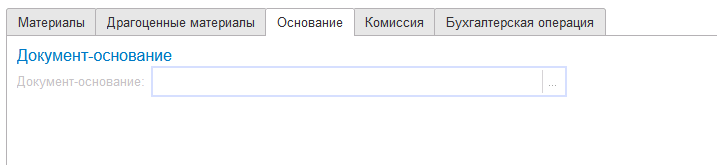 Материалы Драгоценные материалы Основание Комиссия Бухгалтерская операция
Документ-основание
Документ-основание: ...